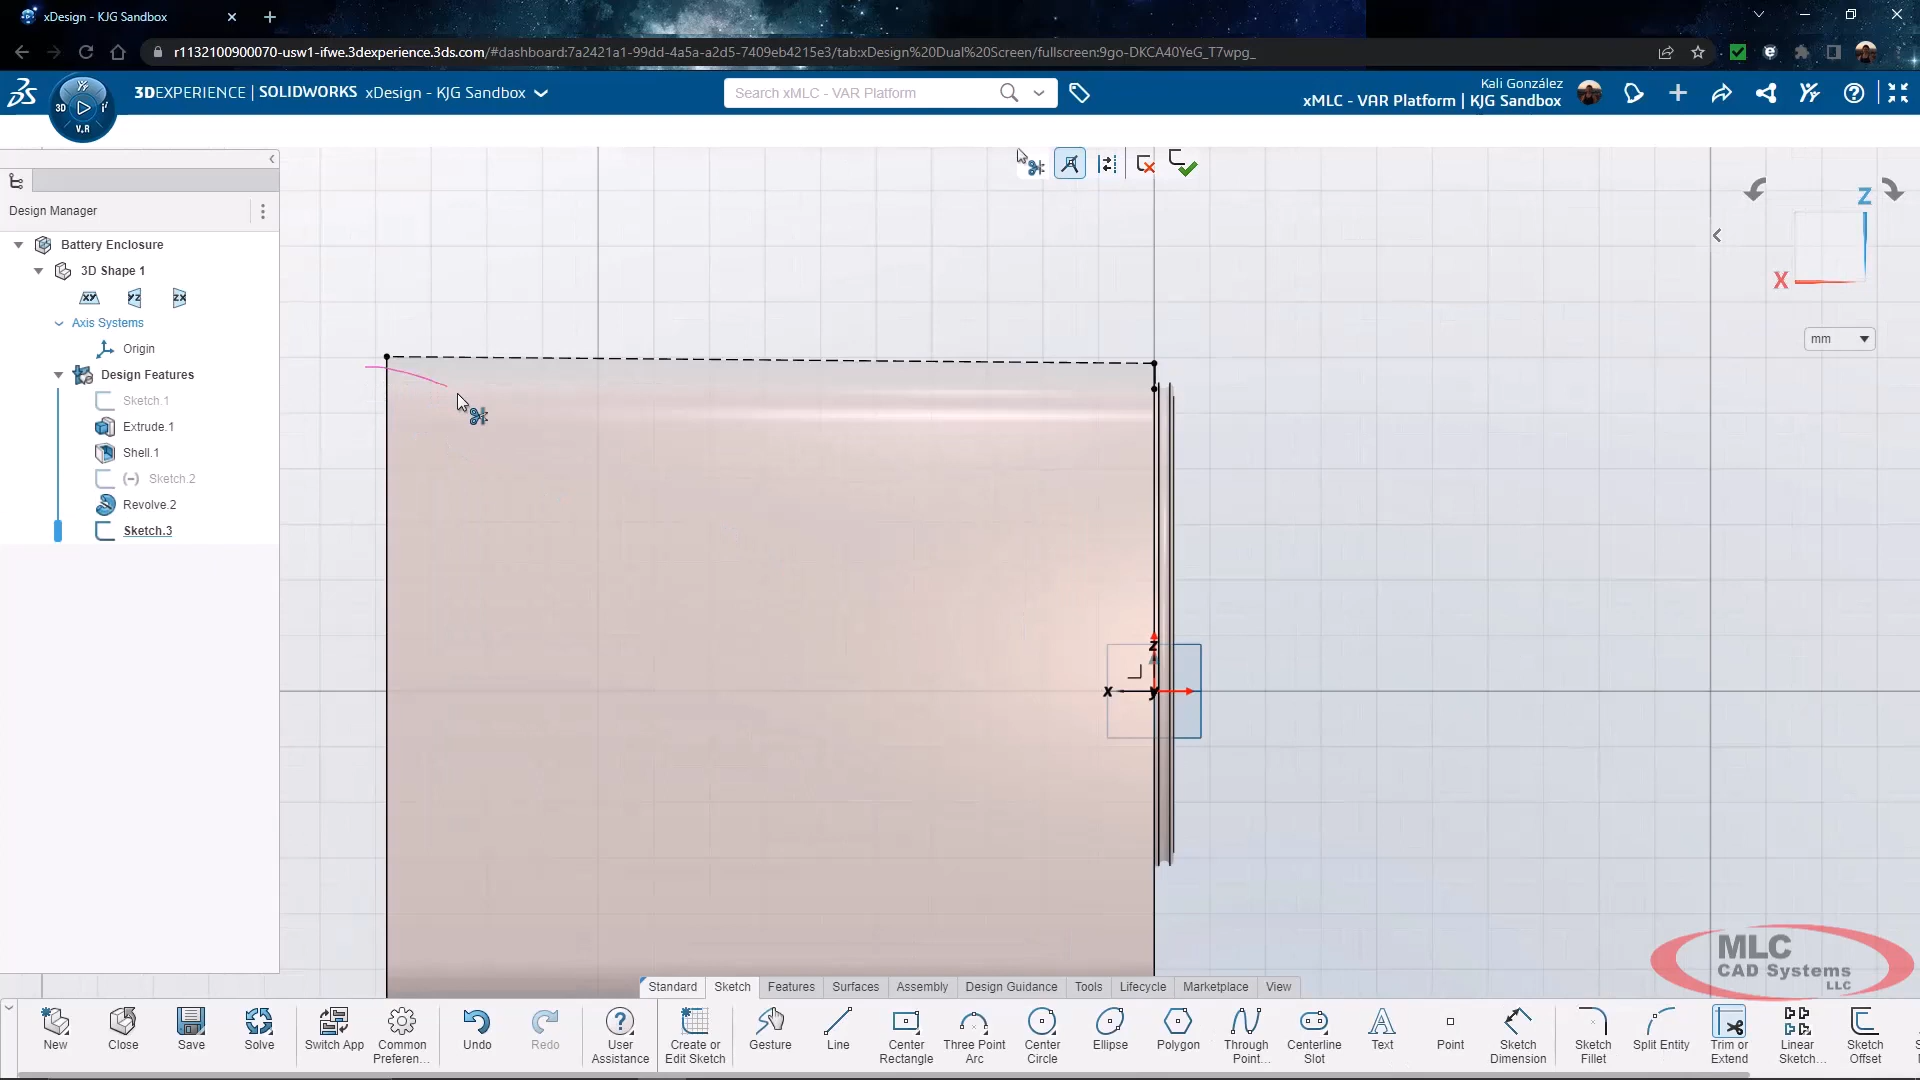 xDesign - KJG Sandbox
r1132100900070-usw1-ifwe.3dexperience.3ds.com/#dashboard:7a2421a1-99dd-4a5a-a2d5-7409eb4215e3/tab:xDesign%20Dual%20Screen/fullscreen:9go-DKCA40YeG_T7wpg_
3D
V.R
3DEXPERIENCE | SOLIDWORKS xDesign - KJG Sandbox
Search xMLC - VAR Platform
Kali González
xMLC - VAR Platform | KJG Sandbox
Design Manager
Battery Enclosure
3D Shape 1
XY YZ ZX
Axis Systems
Origin
Design Features
Sketch.1
Extrude.1
Shell.1
(-) Sketch.2
Revolve.2
Sketch.3
Z
X
mm
z
x
y
MLC
CAD Systems
LLC
Standard Sketch Features Surfaces Assembly Design Guidance Tools Lifecycle Marketplace View
New
Close
Save
Solve
Switch App
Common
Preferen...
Undo
Redo
User
Assistance
Create or
Edit Sketch
Gesture
Line
Center
Rectangle
Three Point
Arc
Center
Circle
Ellipse
Polygon
Through
Point...
Centerline
Slot
Text
Point
Sketch
Dimension
Sketch
Fillet
Split Entity
Trim or
Extend
Linear
Sketch...
Sketch
Offset